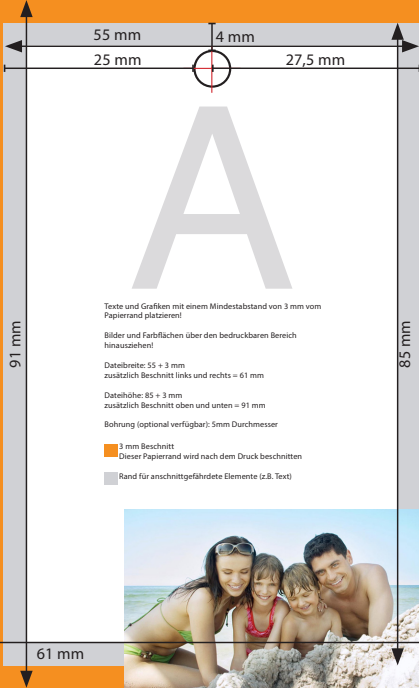 55 mm
4 mm
25 mm
27,5 mm
A
Texte und Grafiken mit einem Mindestabstand von 3 mm vom
Papierrand platzieren!
Bilder und Farbflächen über den bedruckbaren Bereich
hinausziehen!
Dateibreite: 55 + 3 mm
zusätzlich Beschnitt links und rechts = 61 mm
Dateihöhe: 85 + 3 mm
zusätzlich Beschnitt oben und unten = 91 mm
Bohrung (optional verfügbar): 5mm Durchmesser
3 mm Beschnitt
Dieser Papierrand wird nach dem Druck beschnitten
Rand für anschnittgefährdete Elemente (z.B. Text)
91 mm
85 mm
61 mm